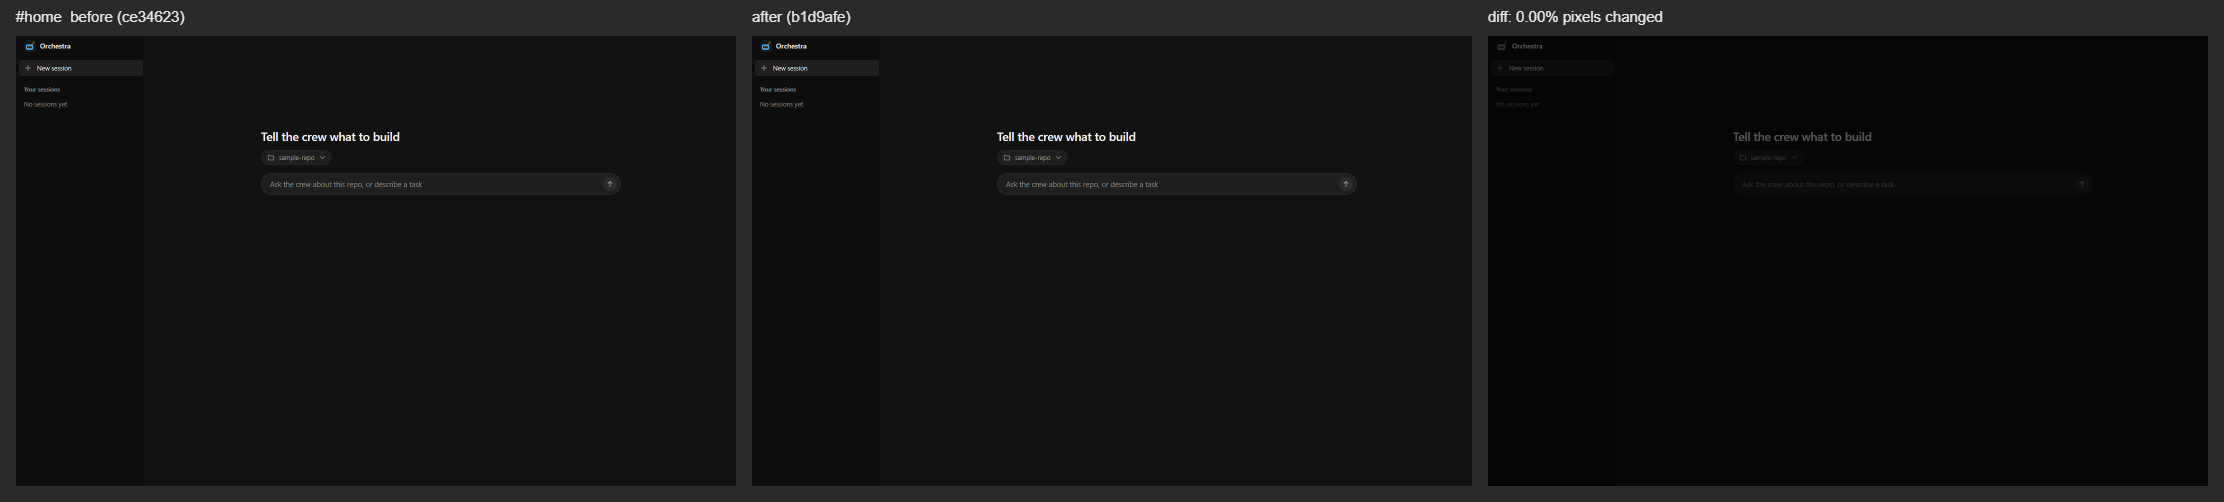 #home before (ce34623)
Orchestra
New session
Your sessions
No sessions yet
Tell the crew what to build
sample-repo
Ask the crew about this repo, or describe a task
after (b1d9afe)
Orchestra
New session
Your sessions
No sessions yet
Tell the crew what to build
sample-repo
Ask the crew about this repo, or describe a task
diff: 0.00% pixels changed
Orchestra
New session
Your sessions
No sessions yet
Tell the crew what to build
sample-repo
Ask the crew about this repo, or describe a task